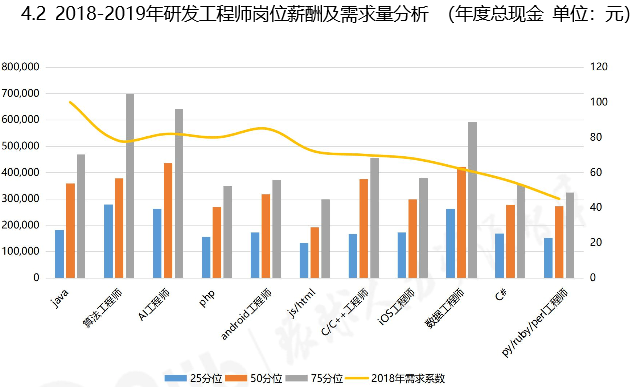 4.2 2018-2019年研发工程师岗位薪酬及需求量分析 （年度总现金 单位：元）
800,000
700,000
600,000
500,000
400,000
300,000
200,000
100,000
0
120
100
80
60
40
20
0
java
算法工程师
AI工程师
php
android工程师
js/html
C/C++工程师
iOS工程师
数据工程师
C#
py/ruby/perl工程师
25分位 50分位 75分位 2018年需求系数